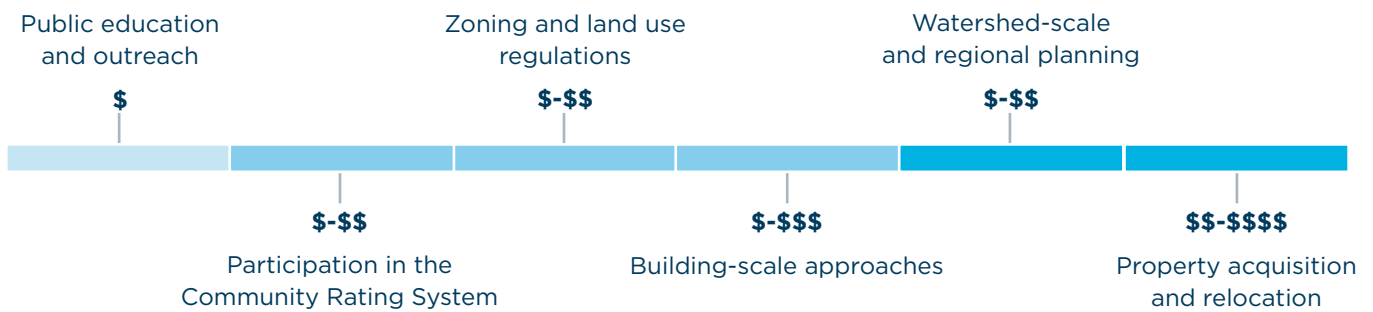 Public education
and outreach
$
Zoning and land use
regulations
$-$$
Watershed-scale
and regional planning
$-$$
$-$$
Participation in the
Community Rating System
$-$$$
Building-scale approaches
$$-$$$$
Property acquisition
and relocation